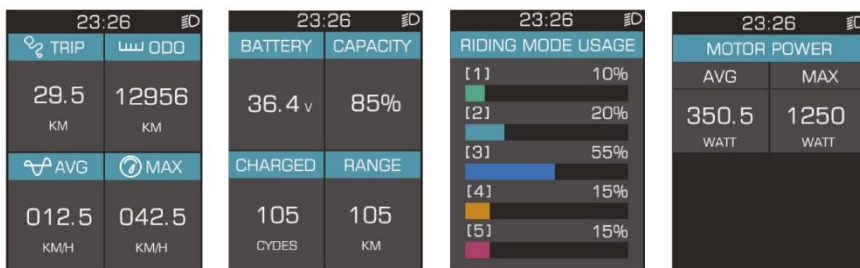 23:26
TRIP ODO
29.5 12956
KM KM
AVG MAX
012.5 042.5
KM/H KM/H
23:26
BATTERY CAPACITY
36.4 v 85%
CHARGED RANGE
105 105
CYDES KM
23:26
RIDING MODE USAGE
[1] 10%
[2] 20%
[3] 55%
[4] 15%
[5] 15%
23:26
MOTOR POWER
AVG MAX
350.5 1250
WATT WATT